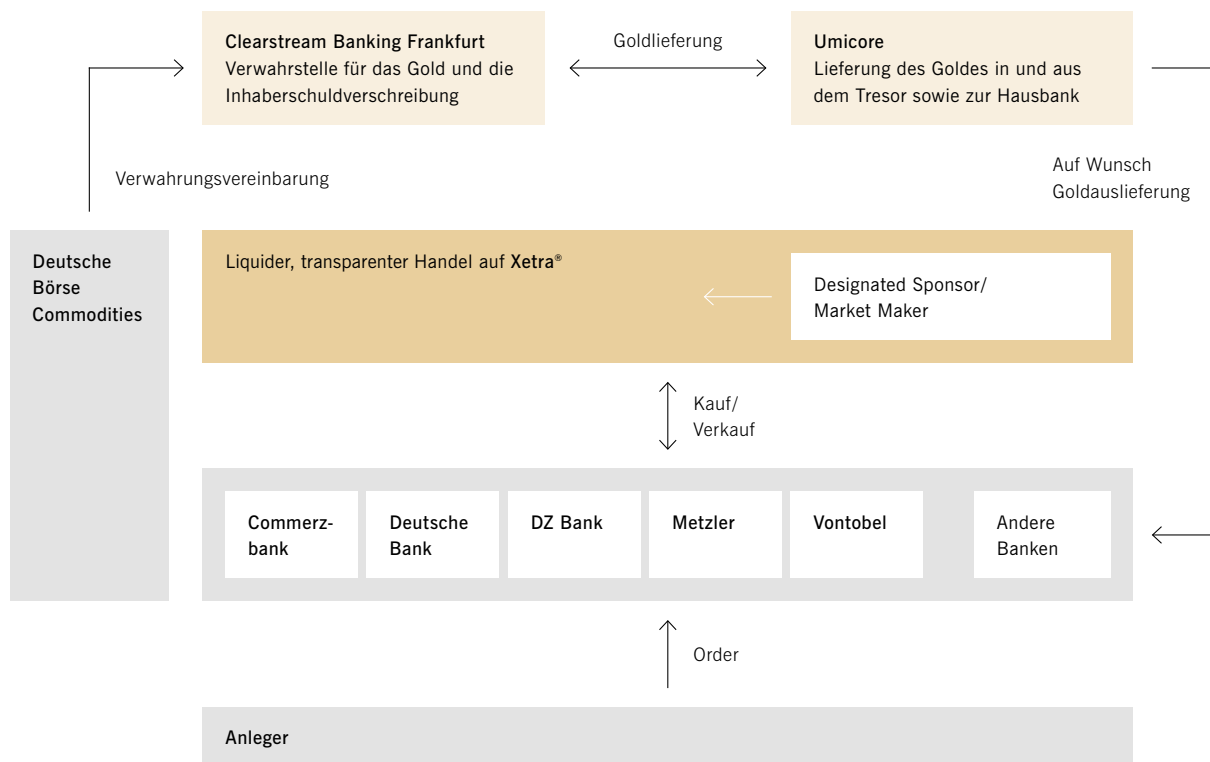 Clearstream Banking Frankfurt
Verwahrstelle für das Gold und die
Inhaberschuldverschreibung
Goldlieferung
Umicore
Lieferung des Goldes in und aus
dem Tresor sowie zur Hausbank
Verwahrungsvereinbarung
Auf Wunsch
Goldauslieferung
Deutsche
Börse
Commodities
Liquider, transparenter Handel auf Xetra®
Designated Sponsor/
Market Maker
Kauf/
Verkauf
Commerz-
bank
Deutsche
Bank
DZ Bank
Metzler
Vontobel
Andere
Banken
Order
Anleger